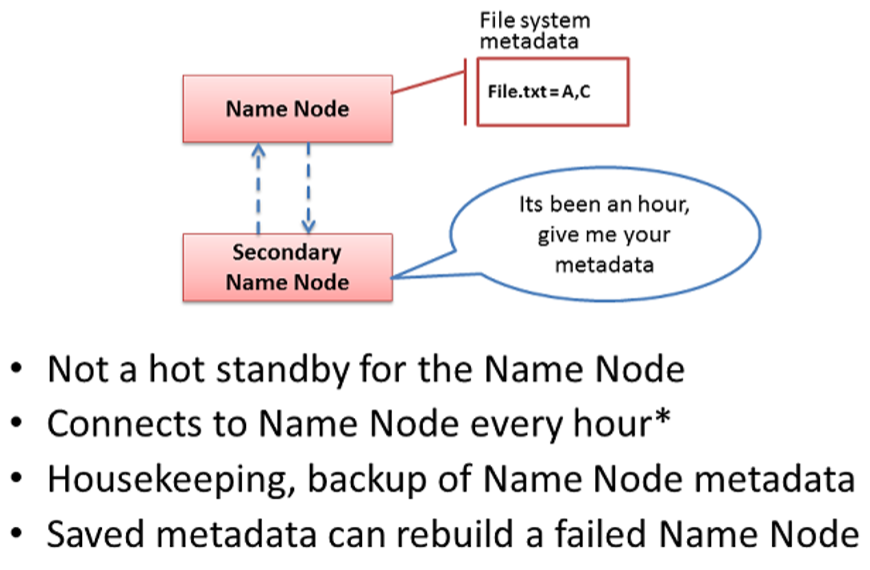 File system
metadata
Name Node
File.txt=A,C
Its been an hour,
give me your
metadata
Secondary
Name Node
• Not a hot standby for the Name Node
• Connects to Name Node every hour*
• Housekeeping, backup of Name Node metadata
• Saved metadata can rebuild a failed Name Node